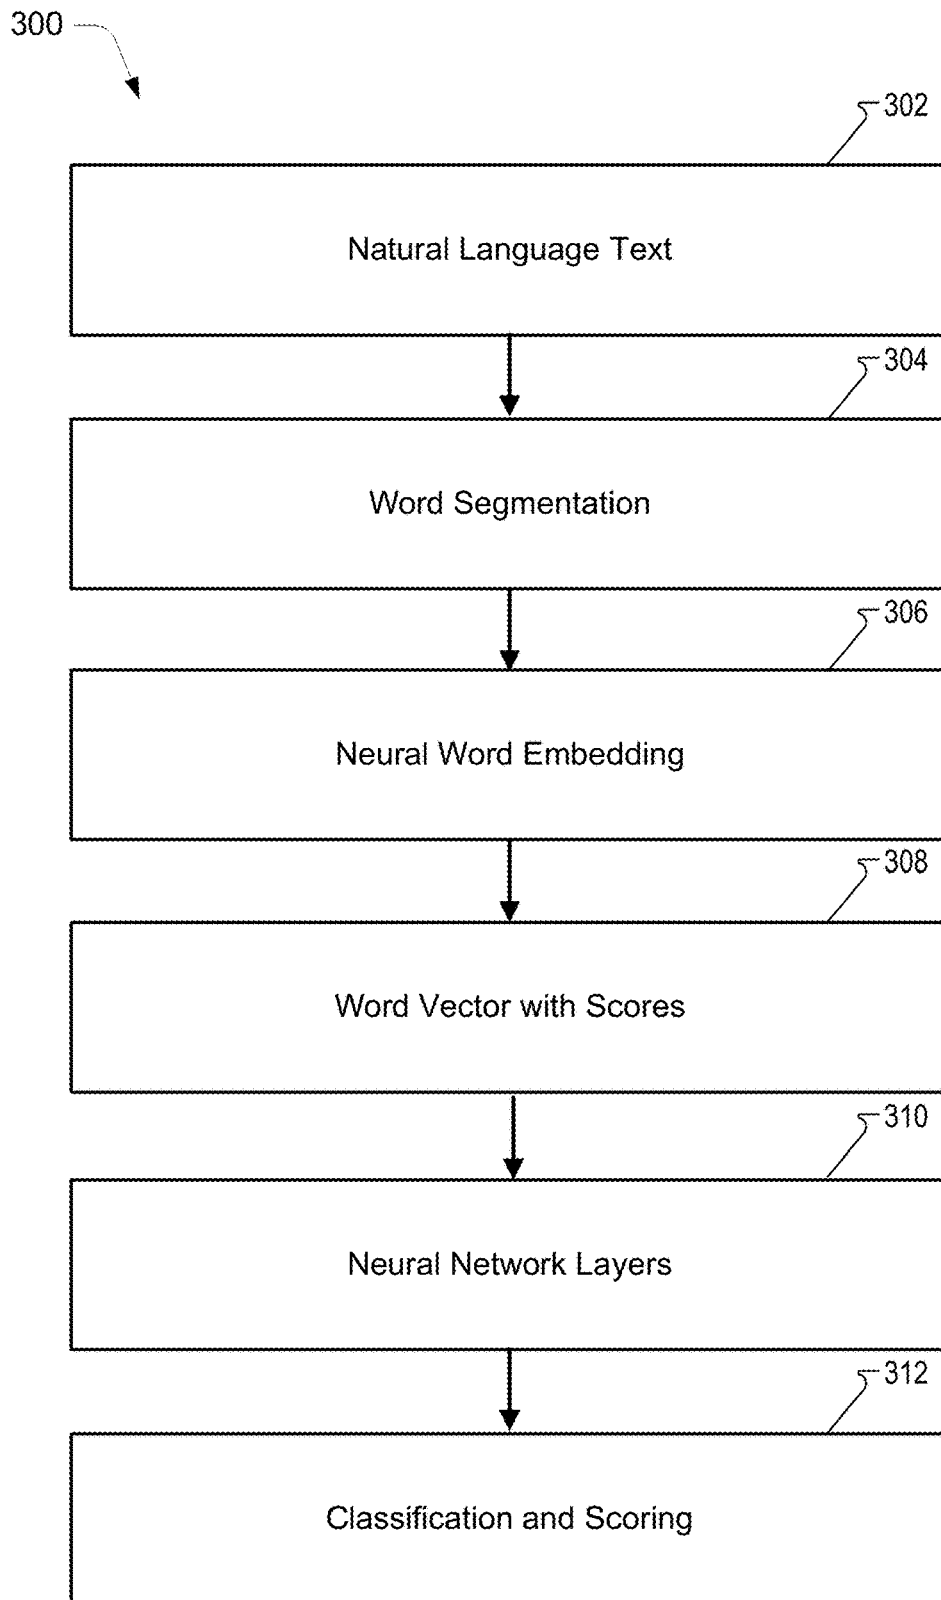 300
302
Natural Language Text
304
Word Segmentation
306
Neural Word Embedding
308
Word Vector with Scores
310
Neural Network Layers
312
Classification and Scoring